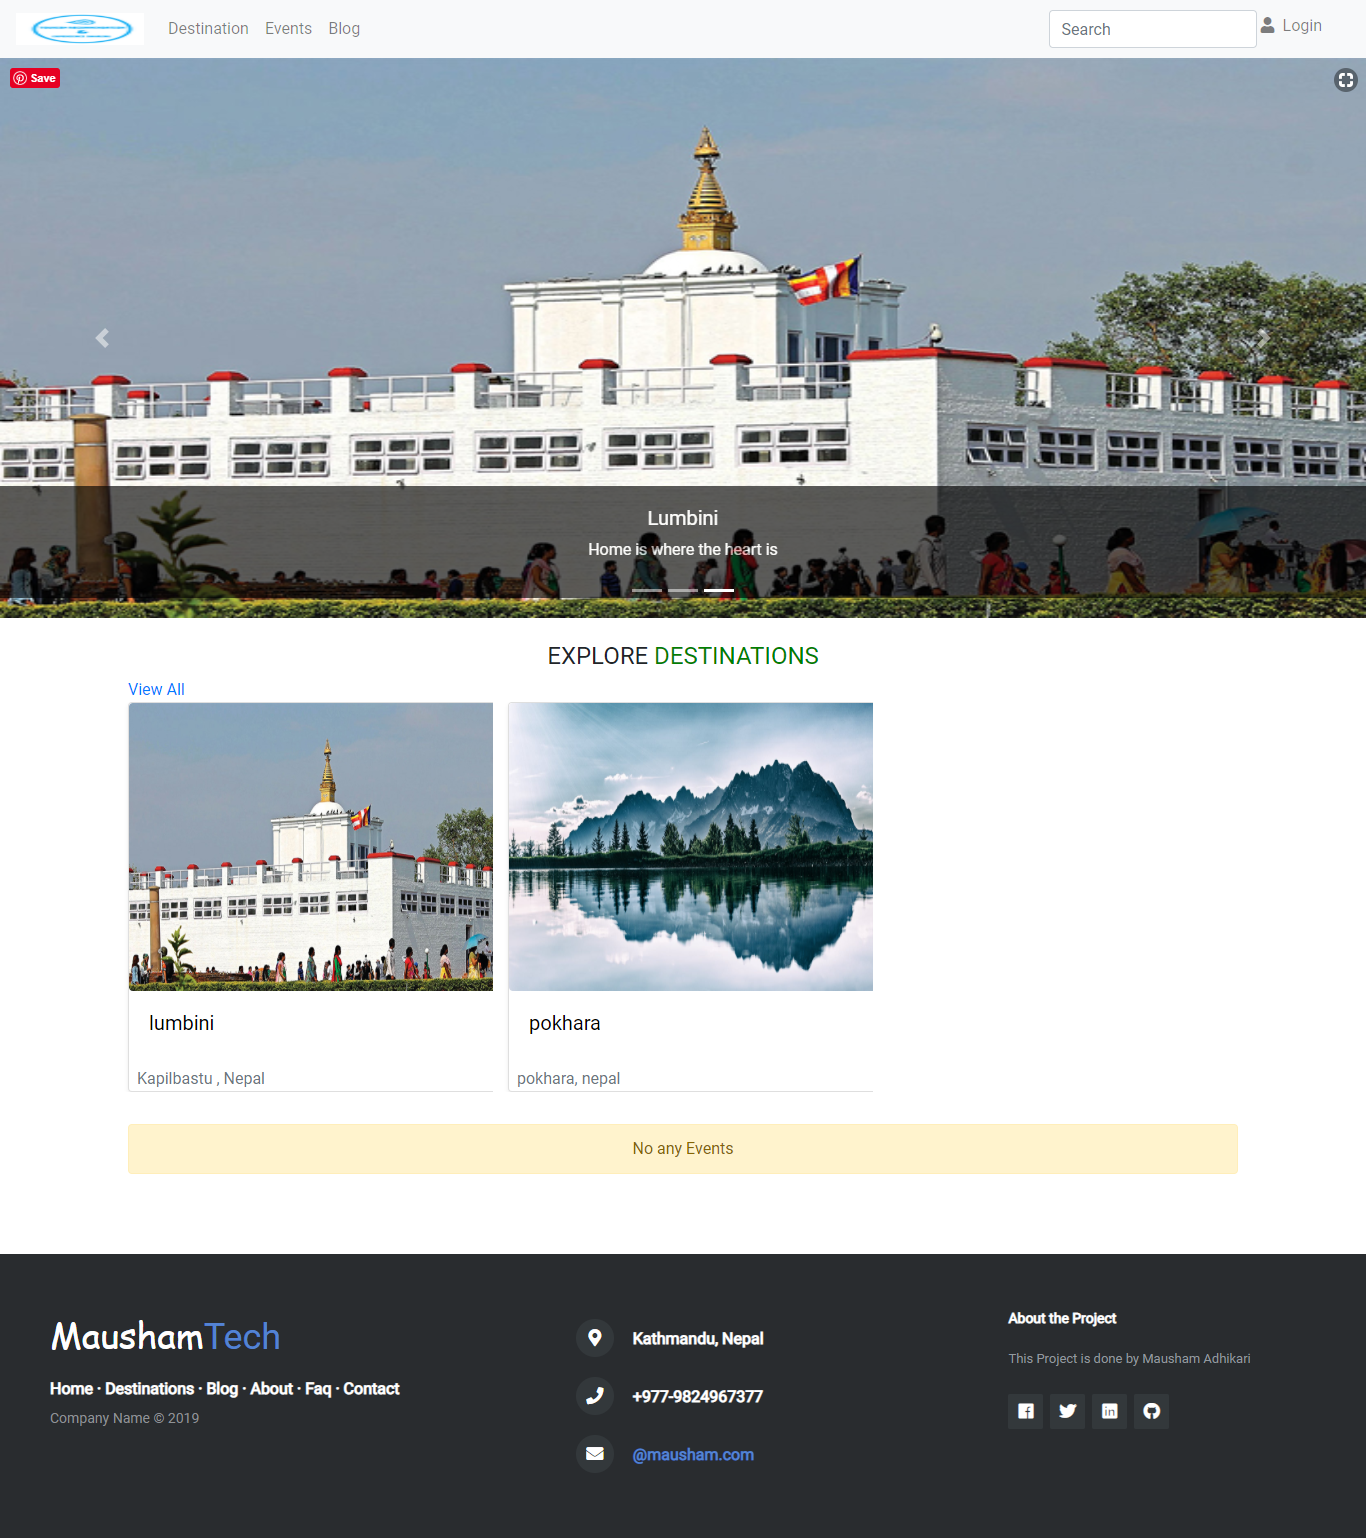 Destination Events Blog Search Login
Save
Lumbini
Home is where the heart is
EXPLORE DESTINATIONS
View All
lumbini
Kapilbastu , Nepal
pokhara
pokhara, nepal
No any Events
MaushamTech
Home · Destinations · Blog · About · Faq · Contact
Company Name © 2019
Kathmandu, Nepal
+977-9824967377
@mausham.com
About the Project
This Project is done by Mausham Adhikari